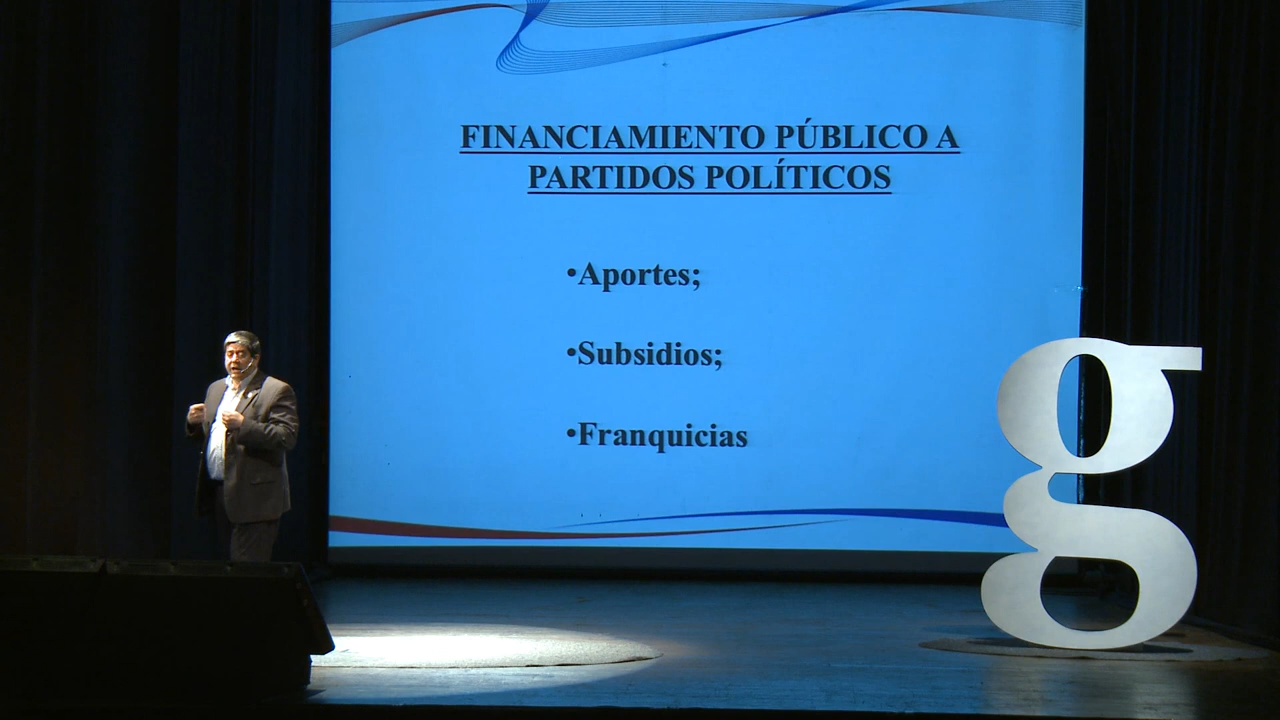 FINANCIAMIENTO PÚBLICO A
PARTIDOS POLÍTICOS
•Aportes;
•Subsidios;
•Franquicias
g